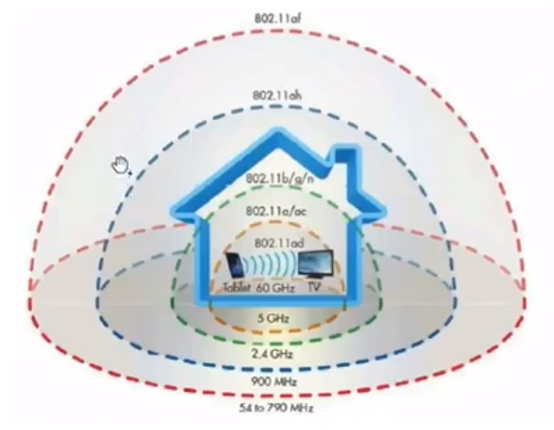 802.11af
802.11ah
802.11b/g/n
802.11a/ac
802.11ad
Tablet 60 GHz TV
5 GHz
2.4 GHz
900 MHz
54 to 790 MHz